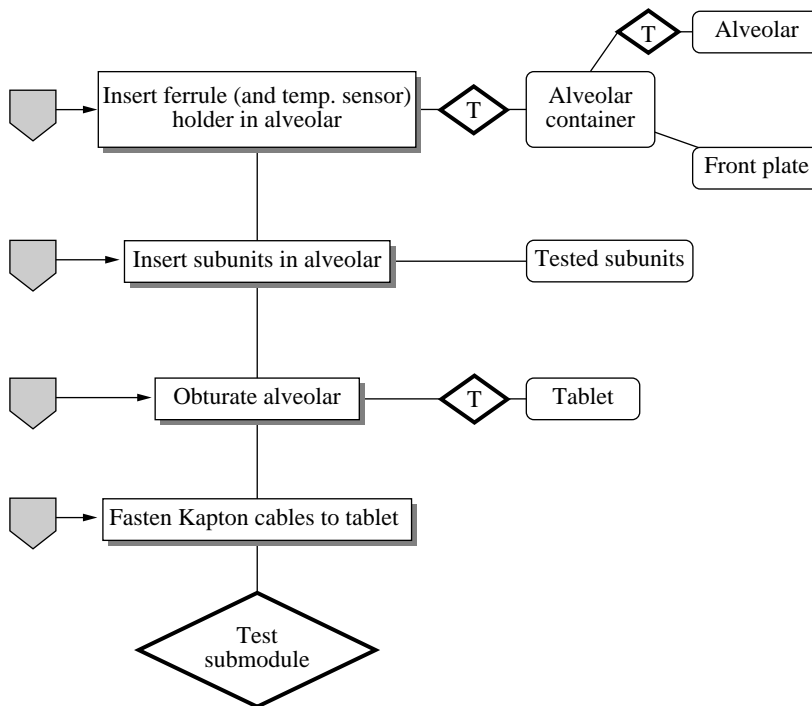 T
Alveolar
Insert ferrule (and temp. sensor)
holder in alveolar
T
Alveolar
container
Front plate
Insert subunits in alveolar
Tested subunits
Obturate alveolar
T
Tablet
Fasten Kapton cables to tablet
Test
submodule